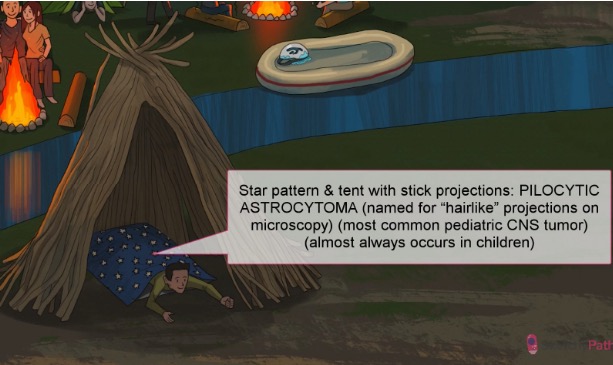 Star pattern & tent with stick projections: PILOCYTIC
ASTROCYTOMA (named for “hairlike” projections on
microscopy) (most common pediatric CNS tumor)
(almost always occurs in children)
Path